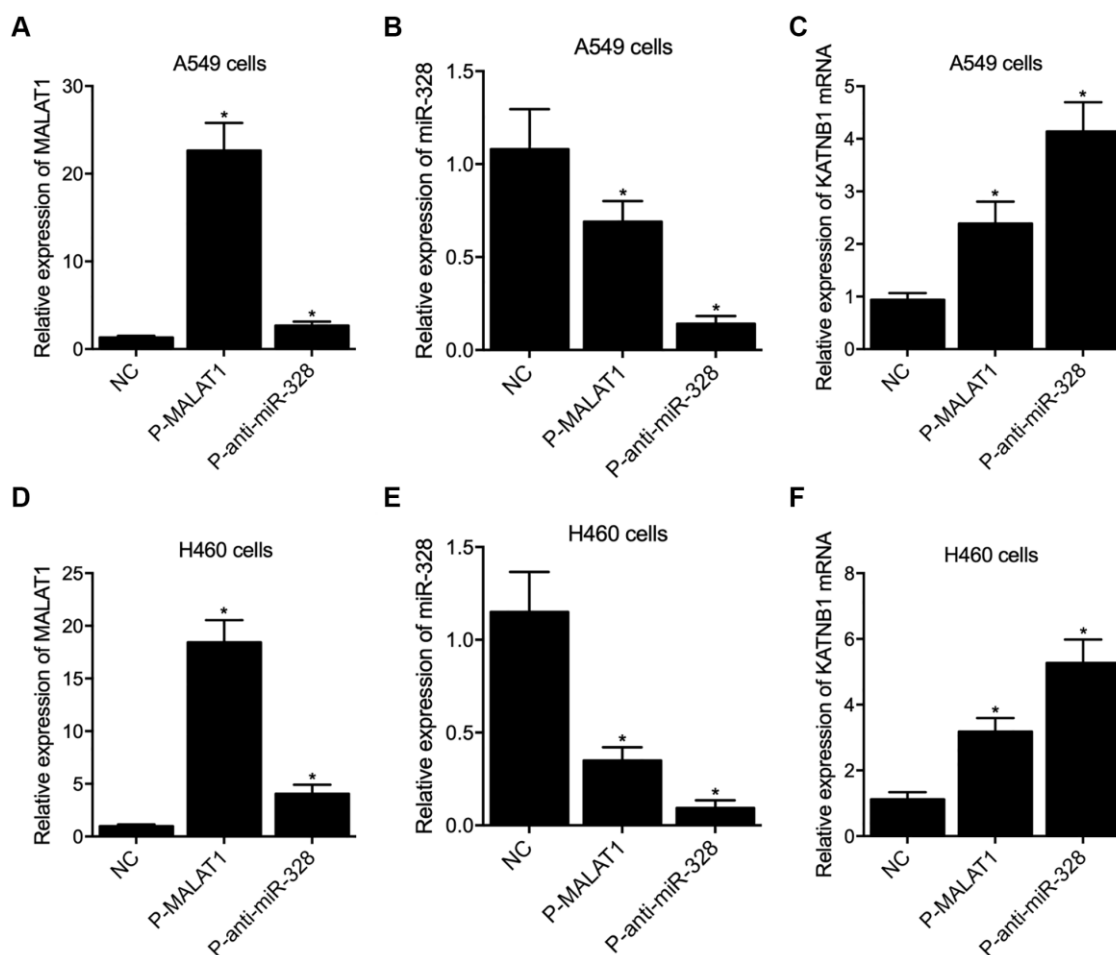 A
A549 cells
Relative expression of MALAT1
30
20
10
0
*
*
NC
P-MALAT1
P-anti-miR-328
B
A549 cells
Relative expression of miR-328
1.5
1.0
0.5
0.0
*
*
NC
P-MALAT1
P-anti-miR-328
C
A549 cells
Relative expression of KATNB1 mRNA
5
4
3
2
1
0
*
*
NC
P-MALAT1
P-anti-miR-328
D
H460 cells
Relative expression of MALAT1
25
20
15
10
5
0
*
*
NC
P-MALAT1
P-anti-miR-328
E
H460 cells
Relative expression of miR-328
1.5
1.0
0.5
0.0
*
*
NC
P-MALAT1
P-anti-miR-328
F
H460 cells
Relative expression of KATNB1 mRNA
8
6
4
2
0
*
*
NC
P-MALAT1
P-anti-miR-328